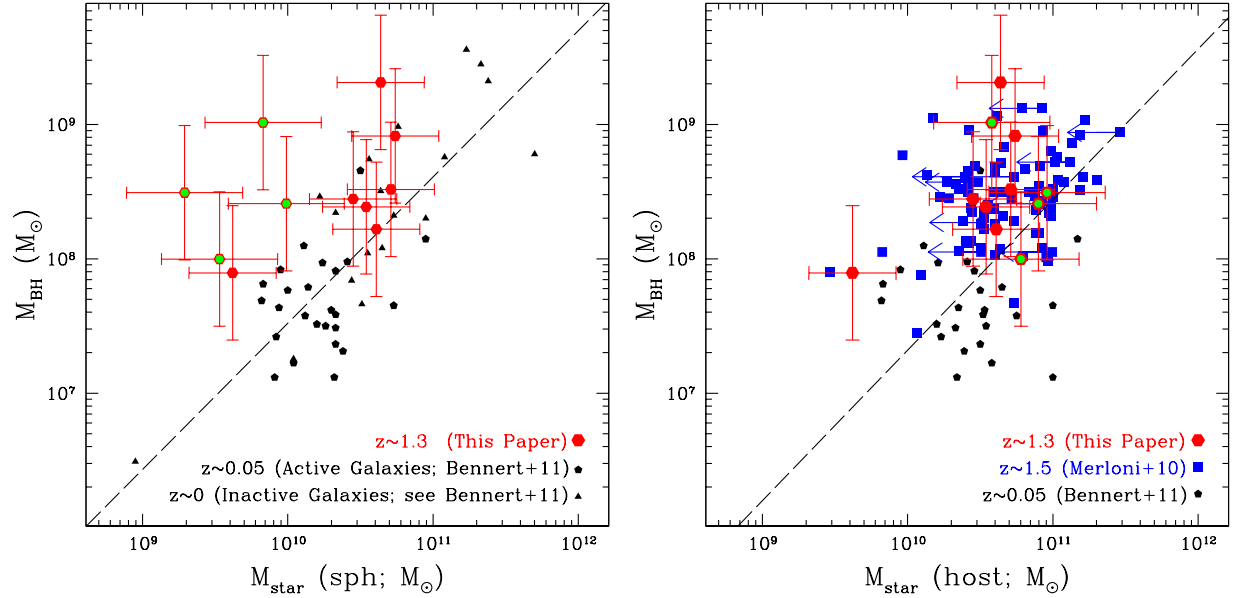 M_BH (M_⊙)
10⁹
10⁸
10⁷
z~1.3 (This Paper)
z~0.05 (Active Galaxies; Bennert+11)
z~0 (Inactive Galaxies; see Bennert+11)
10⁹ 10¹⁰ 10¹¹ 10¹²
M_star (sph; M_⊙)
M_BH (M_⊙)
10⁹
10⁸
10⁷
z~1.3 (This Paper)
z~1.5 (Merloni+10)
z~0.05 (Bennert+11)
10⁹ 10¹⁰ 10¹¹ 10¹²
M_star (host; M_⊙)